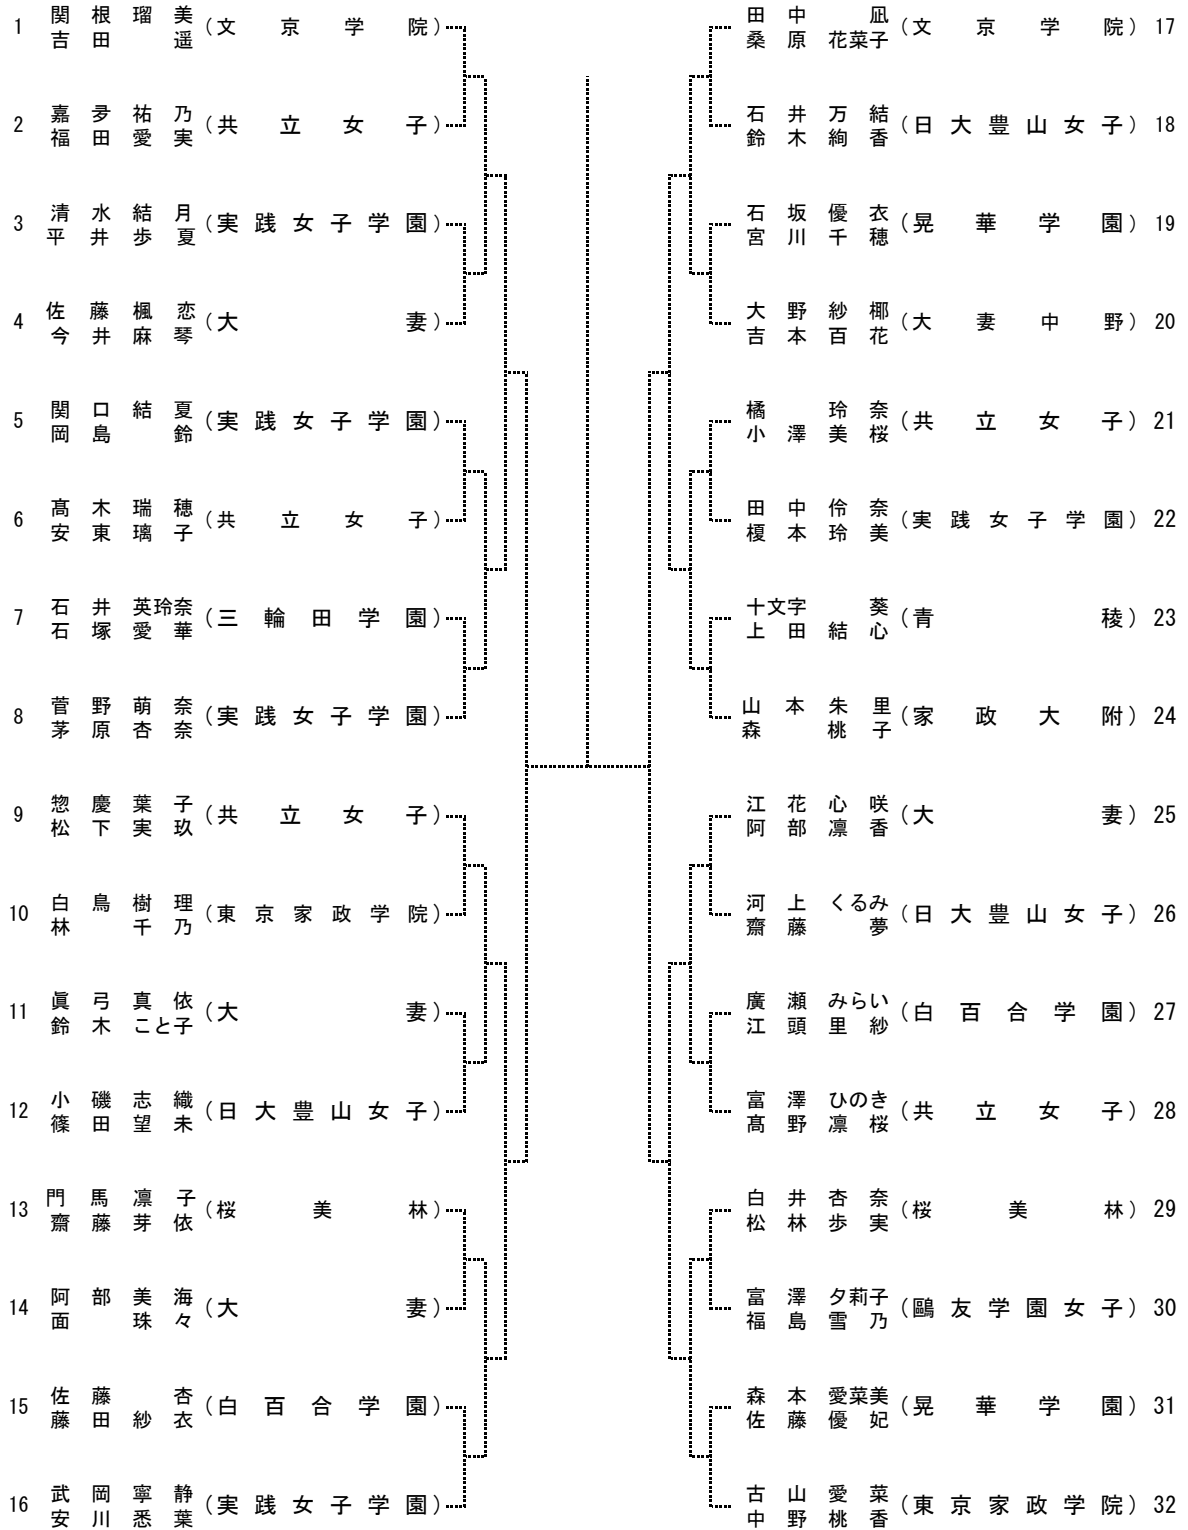 1 関根瑠美 (文京学院)
吉田遥
2 嘉夛祐乃 (共立女子)
福田愛実
3 清水結月 (実践女子学園)
平井歩夏
4 佐藤楓恋 (大妻)
今井麻琴
5 関口結夏 (実践女子学園)
岡島鈴
6 髙木瑞穂 (共立女子)
安東璃子
7 石井英玲奈 (三輪田学園)
石塚愛華
8 菅野萌奈 (実践女子学園)
茅原杏奈
9 惣慶葉子 (共立女子)
松下実玖
10 白鳥樹理 (東京家政学院)
林千乃
11 眞弓真依 (大妻)
鈴木こと子
12 小磯志織 (日大豊山女子)
篠田望未
13 門馬凛子 (桜美林)
齋藤芽依
14 阿部美海 (大妻)
面珠々
15 佐藤杏 (白百合学園)
藤田紗衣
16 武岡寧静 (実践女子学園)
安川悉葉
田中凪 (文京学院) 17
桑原花菜子
石井万結 (日大豊山女子) 18
鈴木絢香
石坂優衣 (晃華学園) 19
宮川千穂
大野紗椰 (大妻中野) 20
吉本百花
橘玲奈 (共立女子) 21
小澤美桜
田中伶奈 (実践女子学園) 22
榎本玲美
十文字葵 (青稜) 23
上田結心
山本朱里 (家政大附) 24
森桃子
江花心咲 (大妻) 25
阿部凛香
河上くるみ (日大豊山女子) 26
齋藤夢
廣瀬みらい (白百合学園) 27
江頭里紗
富澤ひのき (共立女子) 28
髙野凛桜
白井杏奈 (桜美林) 29
松林歩実
富澤夕莉子 (鷗友学園女子) 30
福島雪乃
森本愛菜美 (晃華学園) 31
佐藤優妃
古山愛菜 (東京家政学院) 32
中野桃香